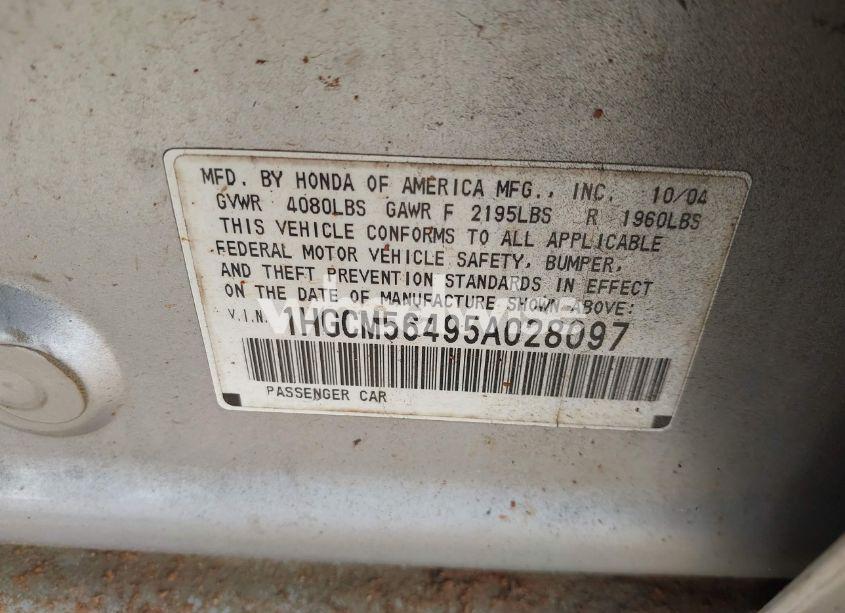 MFD. BY HONDA OF AMERICA MFG., INC. 10/04
GVWR 4080LBS GAWR F 2195LBS R 1960LBS
THIS VEHICLE CONFORMS TO ALL APPLICABLE
FEDERAL MOTOR VEHICLE SAFETY, BUMPER,
AND THEFT PREVENTION STANDARDS IN EFFECT
ON THE DATE OF MANUFACTURE SHOWN ABOVE:
V.I.N. 1HGCM56495A028097
PASSENGER CAR